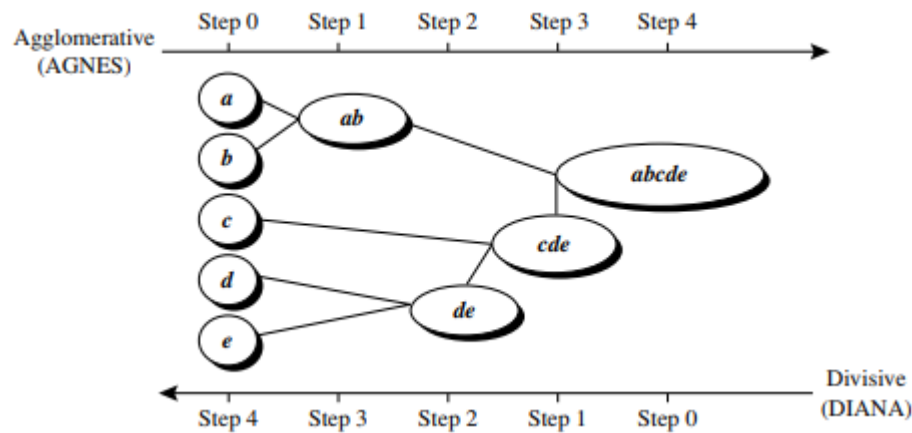 Step 0 Step 1 Step 2 Step 3 Step 4
Agglomerative
(AGNES)
a
ab
b
abcde
c
cde
d
de
e
Divisive
(DIANA)
Step 4 Step 3 Step 2 Step 1 Step 0